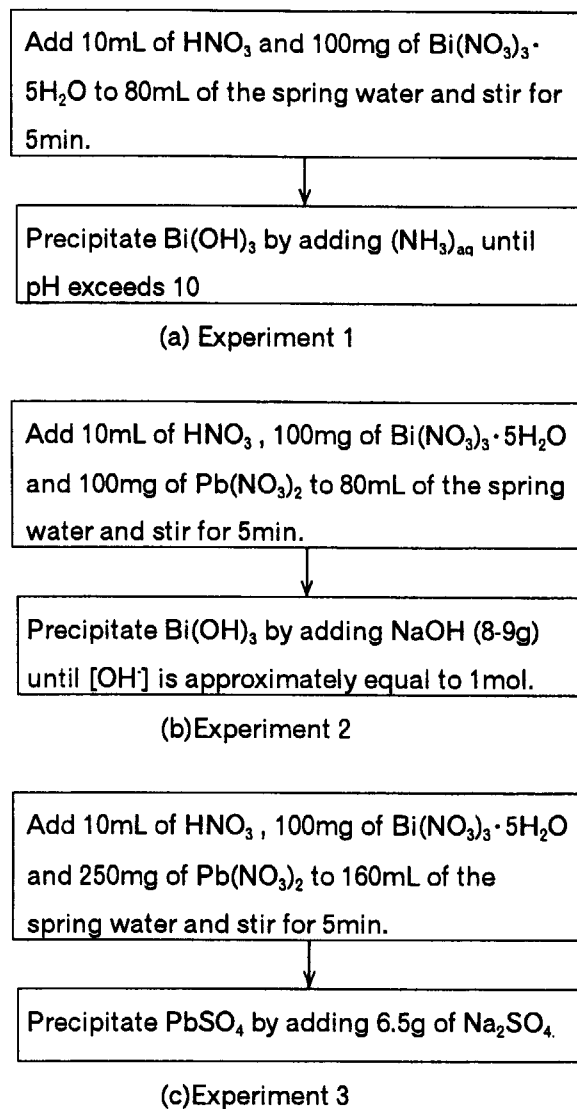 Add 10mL of HNO₃ and 100mg of Bi(NO₃)₃·
5H₂O to 80mL of the spring water and stir for
5min.
Precipitate Bi(OH)₃ by adding (NH₃)ₐq until
pH exceeds 10
(a) Experiment 1
Add 10mL of HNO₃ , 100mg of Bi(NO₃)₃·5H₂O
and 100mg of Pb(NO₃)₂ to 80mL of the spring
water and stir for 5min.
Precipitate Bi(OH)₃ by adding NaOH (8-9g)
until [OH⁻] is approximately equal to 1mol.
(b)Experiment 2
Add 10mL of HNO₃ , 100mg of Bi(NO₃)₃·5H₂O
and 250mg of Pb(NO₃)₂ to 160mL of the
spring water and stir for 5min.
Precipitate PbSO₄ by adding 6.5g of Na₂SO₄.
(c)Experiment 3